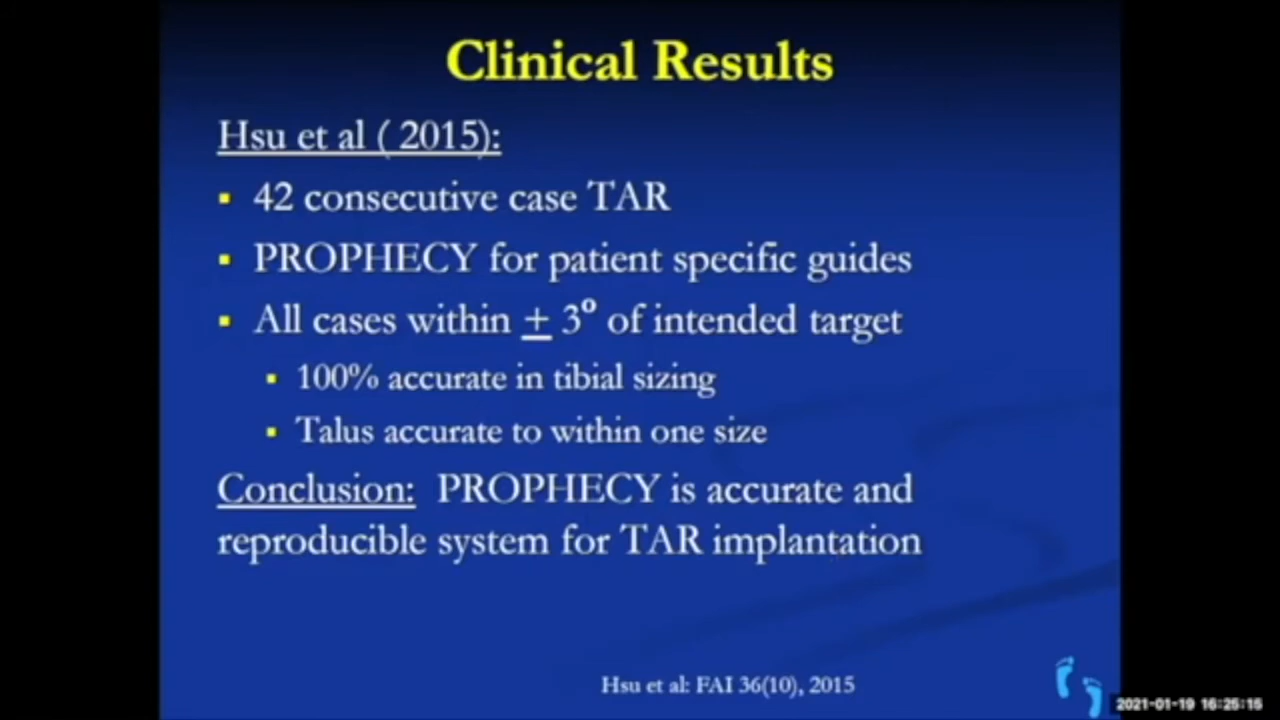 Clinical Results
Hsu et al ( 2015):
▪ 42 consecutive case TAR
▪ PROPHECY for patient specific guides
▪ All cases within ± 3º of intended target
▪ 100% accurate in tibial sizing
▪ Talus accurate to within one size
Conclusion: PROPHECY is accurate and
reproducible system for TAR implantation
Hsu et al: FAI 36(10), 2015
2021-01-19 16:25:15